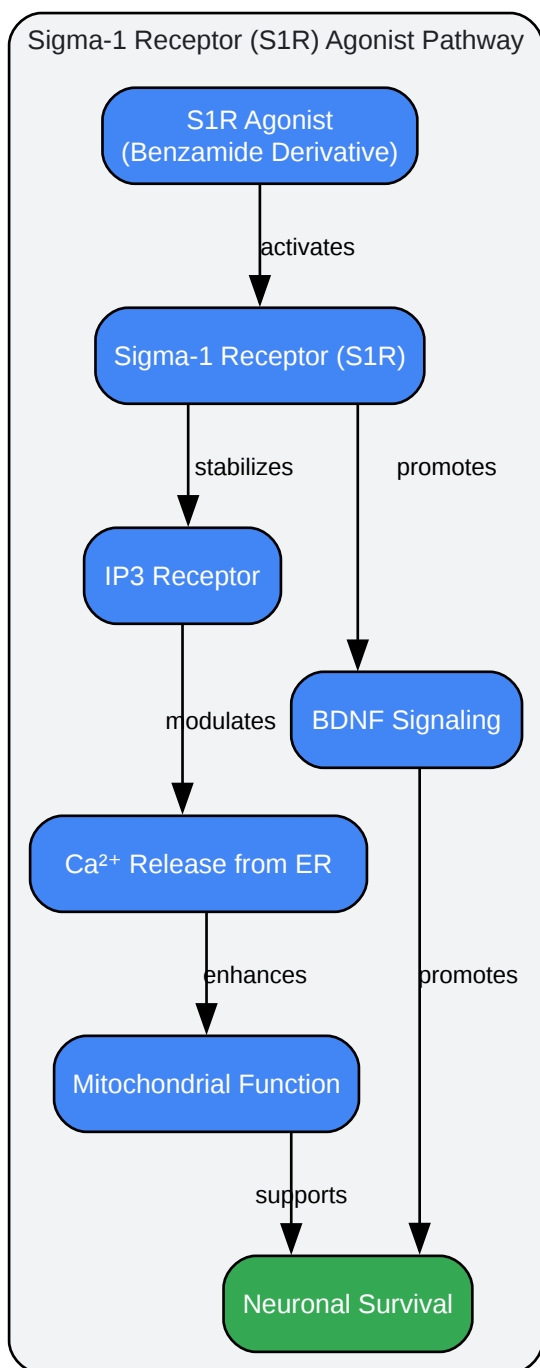 Sigma-1 Receptor (S1R) Agonist Pathway
S1R Agonist
(Benzamide Derivative)
activates
Sigma-1 Receptor (S1R)
stabilizes
promotes
IP3 Receptor
modulates
BDNF Signaling
Ca²⁺ Release from ER
enhances
promotes
Mitochondrial Function
supports
Neuronal Survival